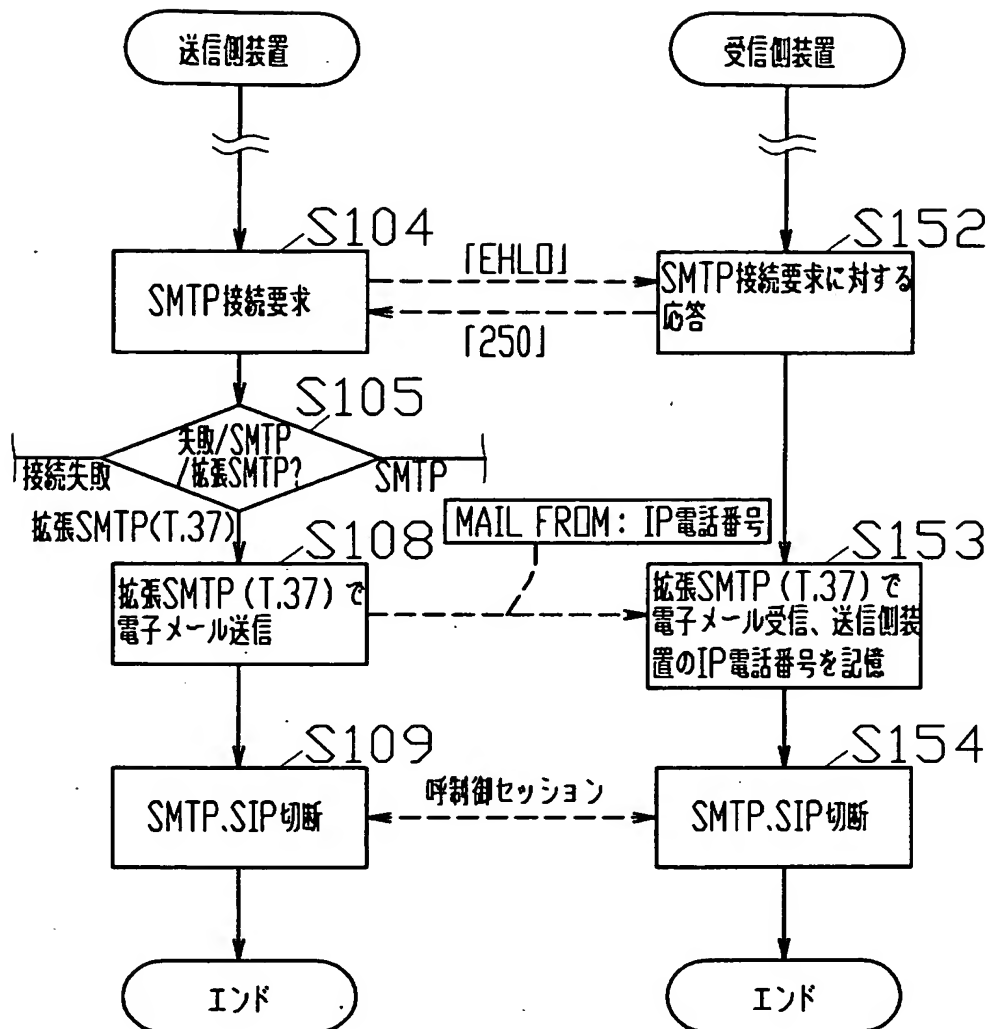 送信側装置
受信側装置
S104
SMTP接続要求
「EHLO」
「250」
S152
SMTP接続要求に対する
応答
S105
失敗/SMTP
/拡張SMTP?
接続失敗
SMTP
拡張SMTP(T.37)
MAIL FROM: IP電話番号
S108
拡張SMTP(T.37)で
電子メール送信
S153
拡張SMTP(T.37)で
電子メール受信、送信側装
置のIP電話番号を記憶
S109
SMTP、SIP切断
呼制御セッション
S154
SMTP、SIP切断
エンド
エンド